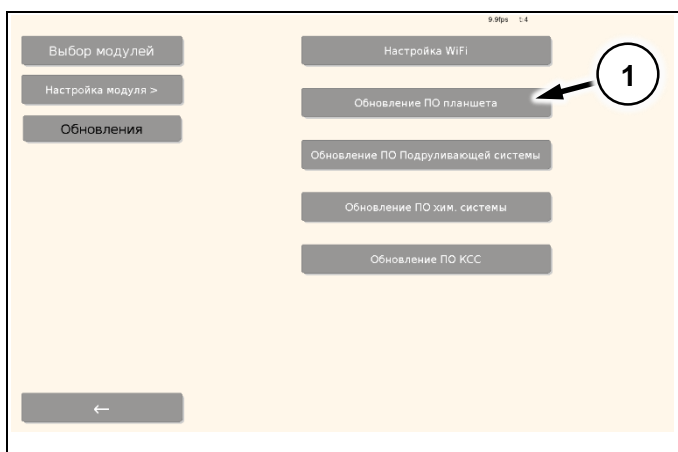 9.9fps t:4
Выбор модулей
Настройка WiFi
1
Настройка модуля >
Обновление ПО планшета
Обновления
Обновление ПО Подруливающей системы
Обновление ПО хим. системы
Обновление ПО КСС
←